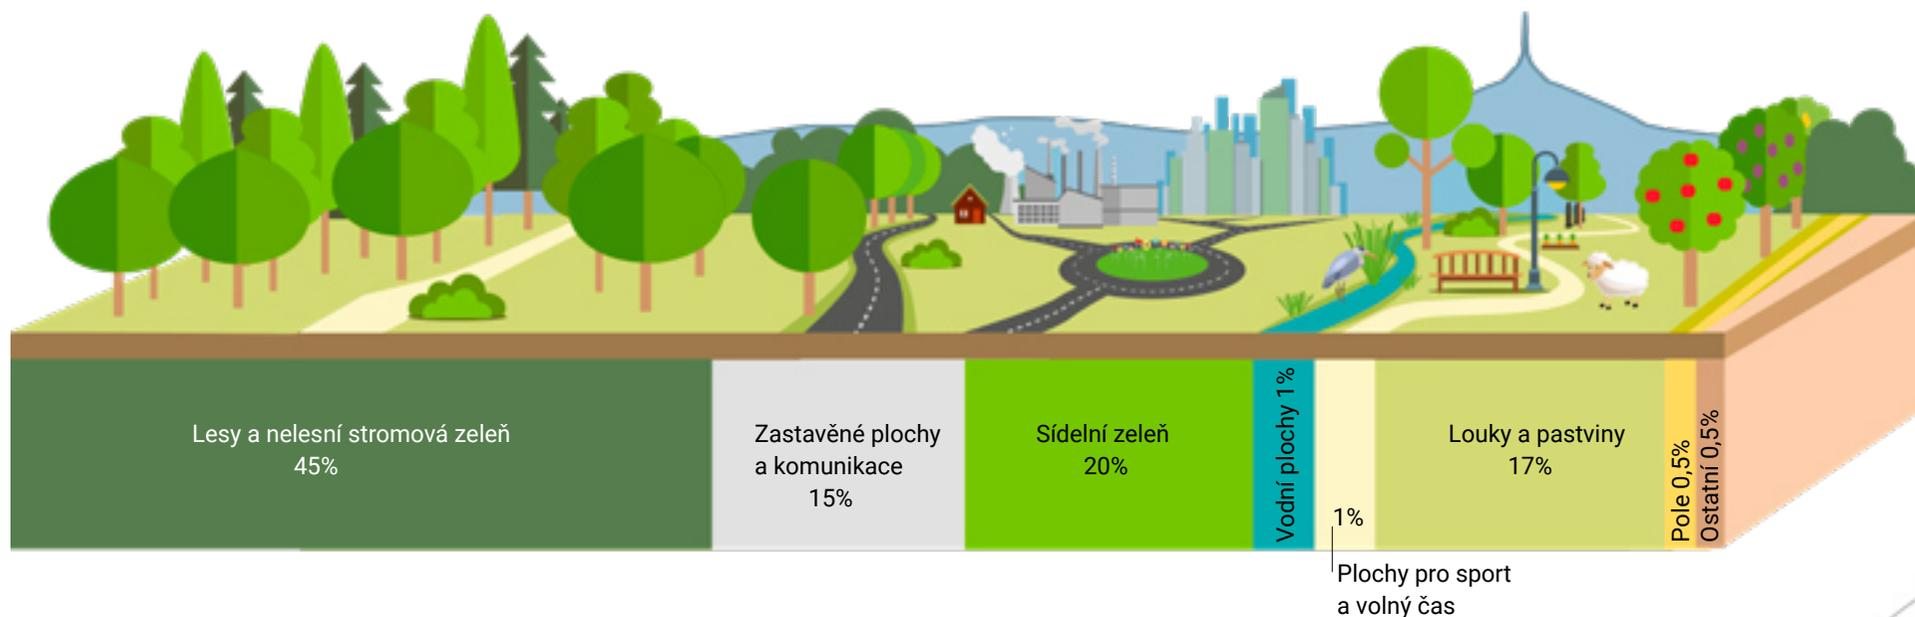 Lesy a nelesní stromová zeleň
45%
Zastavěné plochy
a komunikace
15%
Sídelní zeleň
20%
Vodní plochy 1%
1%
Plochy pro sport
a volný čas
Louky a pastviny
17%
Pole 0,5%
Ostatní 0,5%